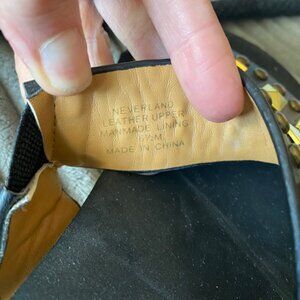 NEVERLAND
LEATHER UPPER
MANMADE LINING
MADE IN CHINA